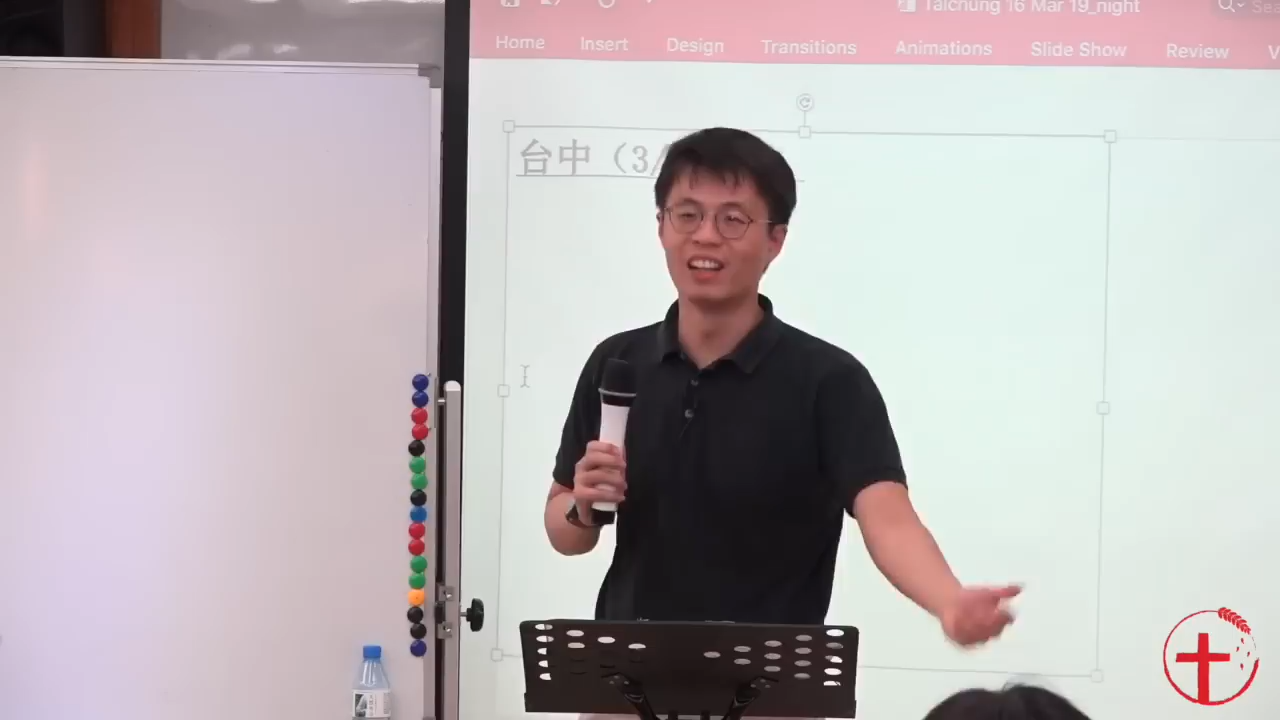 Taichung 16 Mar 19_night
Home Insert Design Transitions Animations Slide Show Review
台中（3/